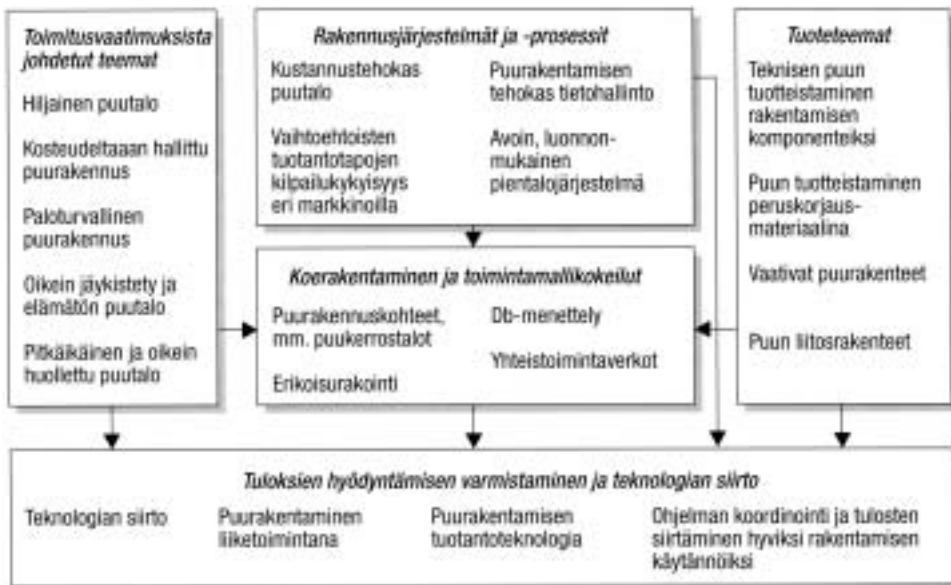 Toimitusvaatimuksista
johdetut teemat
Hiljainen puutalo
Kosteudeltaaan hallittu
puurakennus
Paloturvallinen
puurakennus
Oikein jäykistety ja
elämätön puutalo
Pitkäikäinen ja oikein
huollettu puutalo
Rakennusjärjestelmät ja -prosessit
Kustannustehokas
puutalo
Vaihtoehtoisten
tuotantotapojen
kilpailukykyisyys
eri markkinoilla
Puurakentamisen
tehokas tietohallinto
Avoin, luonnon-
mukainen
pientalojärjestelmä
Koerakentaminen ja toimintamallikokeilut
Puurakennuskohteet,
mm. puukerrostalot
Erikoisurakointi
Db-menettely
Yhteistoimintaverkot
Tuoteteemat
Teknisen puun
tuotteistaminen
rakentamisen
komponenteiksi
Puun tuotteistaminen
peruskorjaus-
materiaalina
Vaativat puurakenteet
Puun liitosrakenteet
Tuloksien hyödyntämisen varmistaminen ja teknologian siirto
Teknologian siirto
Puurakentaminen
liiketoimintana
Puurakentamisen
tuotantoteknologia
Ohjelman koordinointi ja tulosten
siirtäminen hyviksi rakentamisen
käytännöiksi